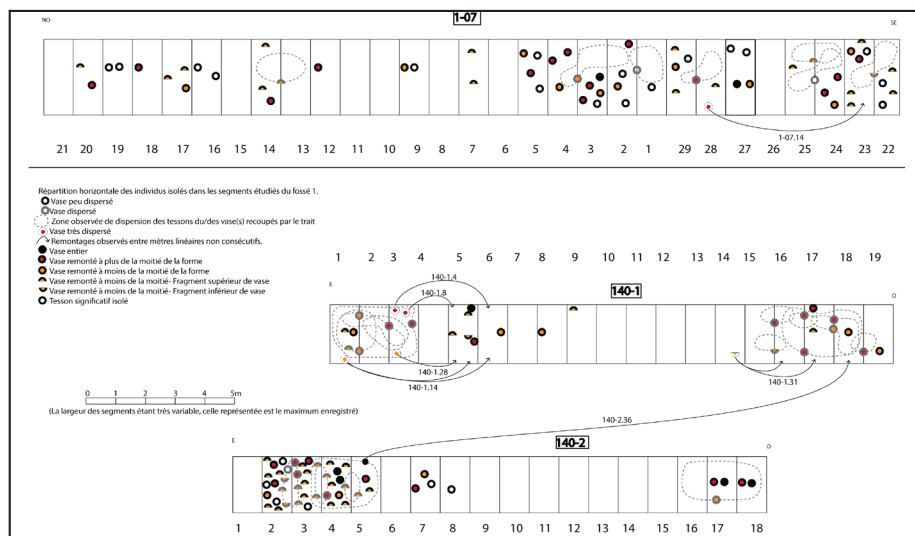 1-07
NO
SE
21 20 19 18 17 16 15 14 13 12 11 10 9 8 7 6 5 4 3 2 1 29 28 27 26 25 24 23 22
1-07.14
Répartition horizontale des individus isolés dans les segments étudiés du fossé 1.
Vase peu dispersé
Vase dispersé
Zone observée de dispersion des tessons du/des vase(s) recoupés par le trait
Vase très dispersé
Remontages observés entre mètres linéaires non consécutifs.
Vase entier
Vase remonté à plus de la moitié de la forme
Vase remonté à moins de la moitié de la forme
Vase remonté à moins de la moitié- Fragment supérieur de vase
Vase remonté à moins de la moitié- Fragment inférieur de vase
Tesson significatif isolé
0 1 2 3 4 5m
(La largeur des segments étant très variable, celle représentée est le maximum enregistré)
1 2 3 4 5 6 7 8 9 10 11 12 13 14 15 16 17 18 19
140-1.4
E
140-1.8
140-1
O
140-1.28
140-1.14
140-1.31
140-2.36
E
140-2
O
1 2 3 4 5 6 7 8 9 10 11 12 13 14 15 16 17 18